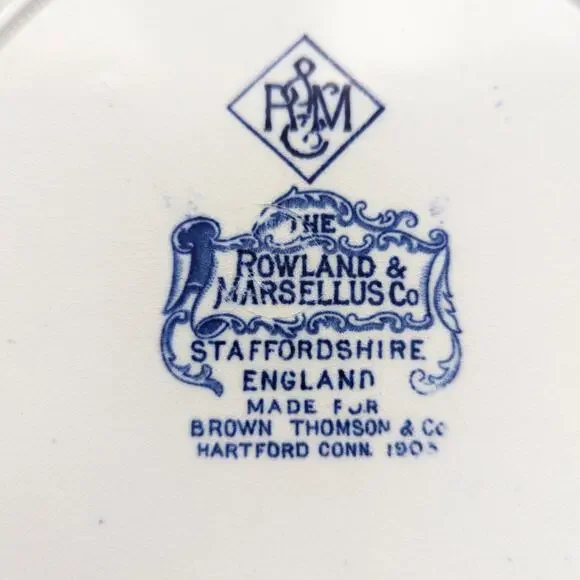 R&M
THE
ROWLAND &
MARSELLUS Co
STAFFORDSHIRE
ENGLAND
MADE FOR
BROWN THOMSON & Co
HARTFORD CONN.